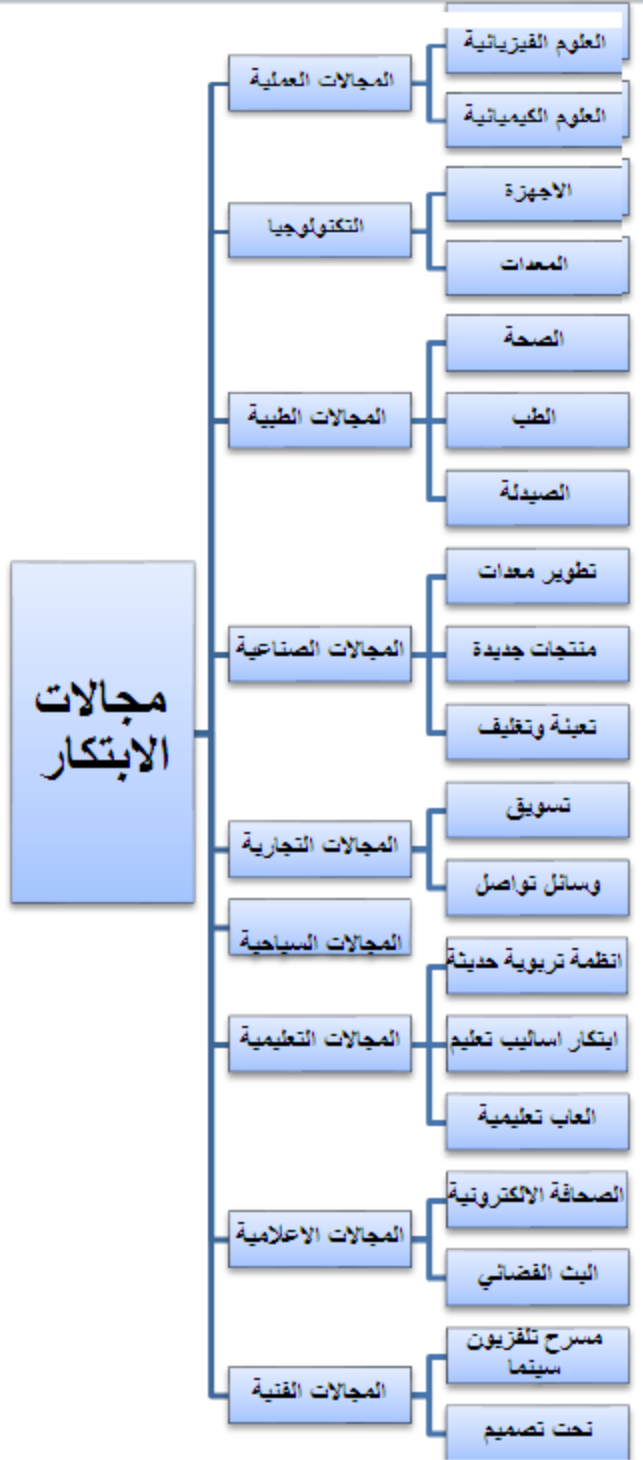 مجالات
الابتكار
المجالات العملية
العلوم الفيزيائية
العلوم الكيميائية
التكنولوجيا
الاجهزة
المعدات
المجالات الطبية
الصحة
الطب
الصيدلة
المجالات الصناعية
تطوير معدات
منتجات جديدة
تعبئة وتغليف
المجالات التجارية
تسويق
وسائل تواصل
المجالات السياحية
المجالات التعليمية
انظمة تربوية حديثة
ابتكار اساليب تعليم
العاب تعليمية
المجالات الاعلامية
الصحافة الالكترونية
البث الفضائي
المجالات الفنية
مسرح تلفزيون
سينما
نحت تصميم